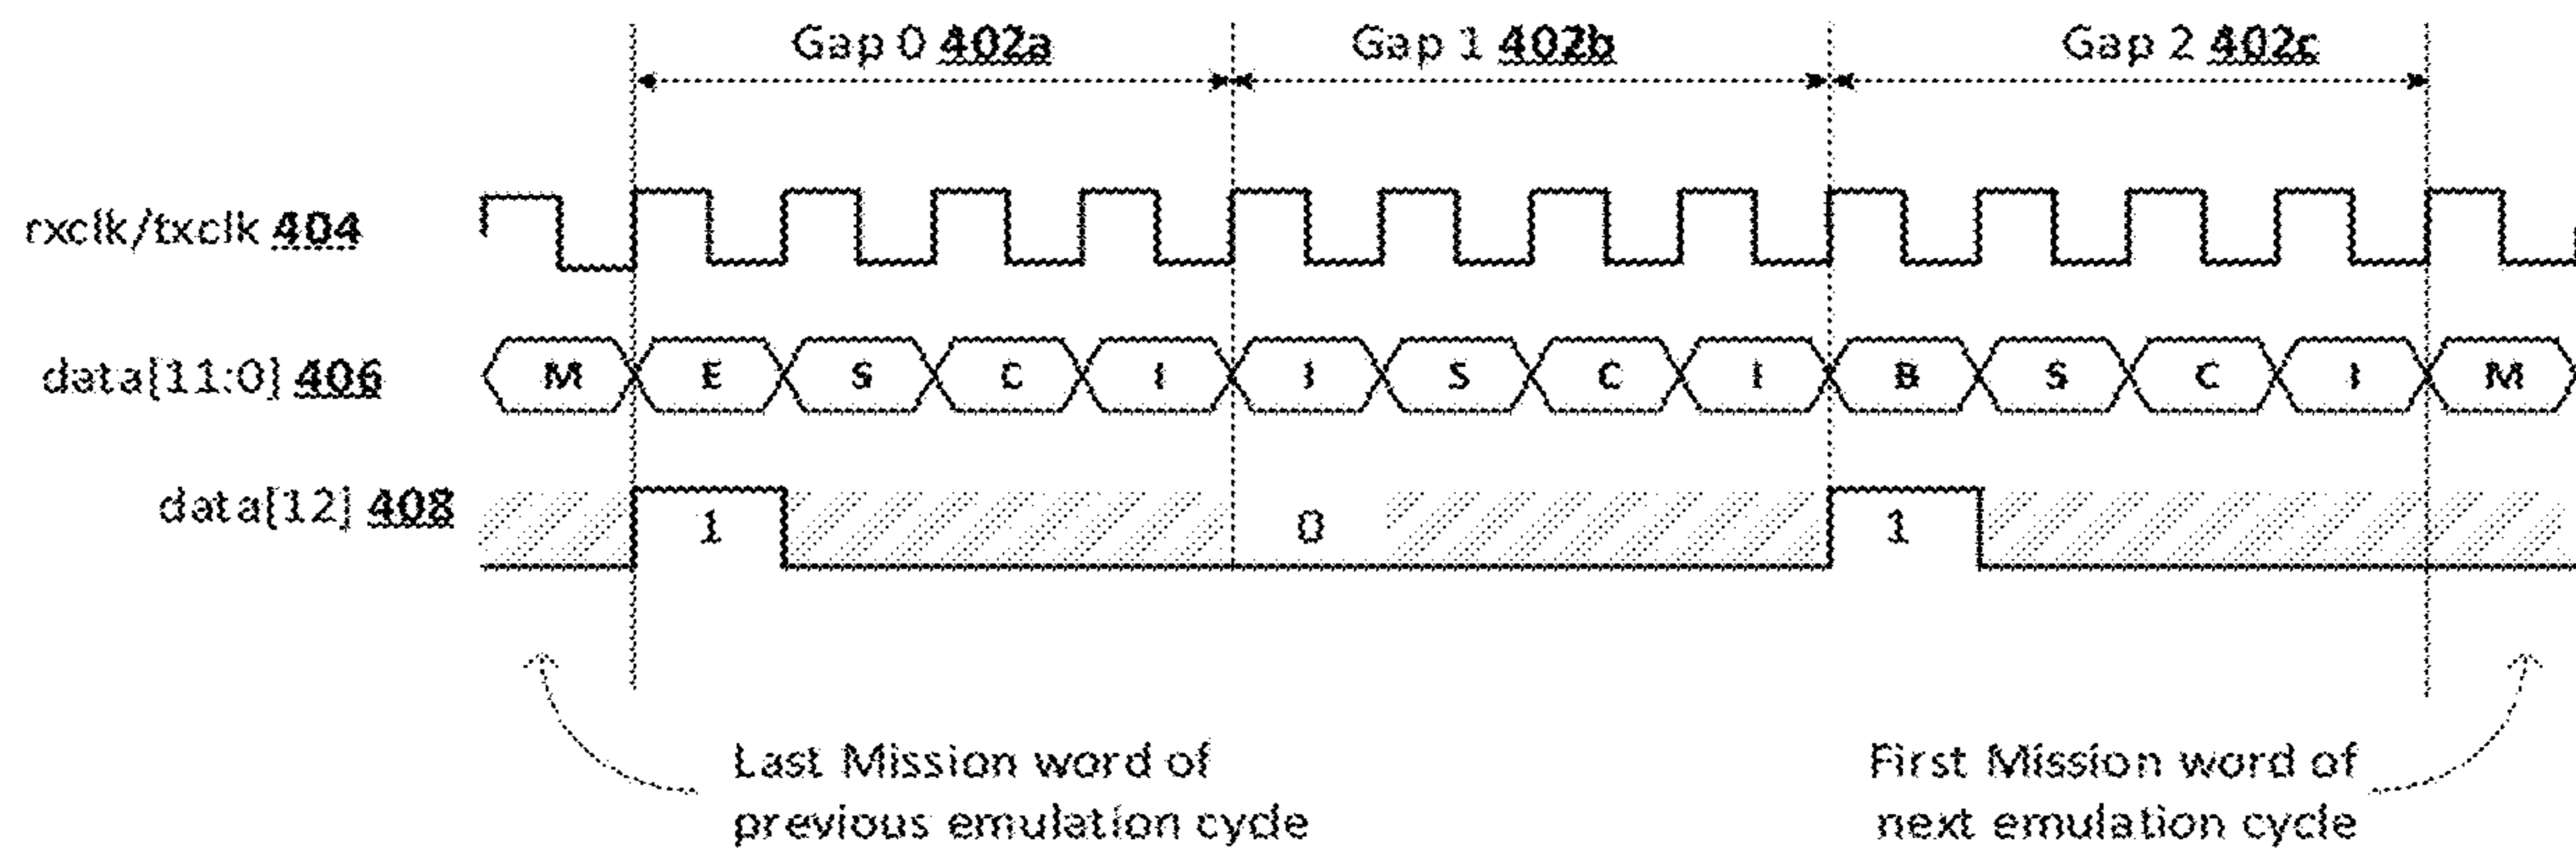 Gap 0 402a Gap 1 402b Gap 2 402c
rxclk/txclk 404
data[11:0] 406 M E S C I I S C I B S C I M
data[12] 408 1 0 1
Last Mission word of
previous emulation cycle
First Mission word of
next emulation cycle